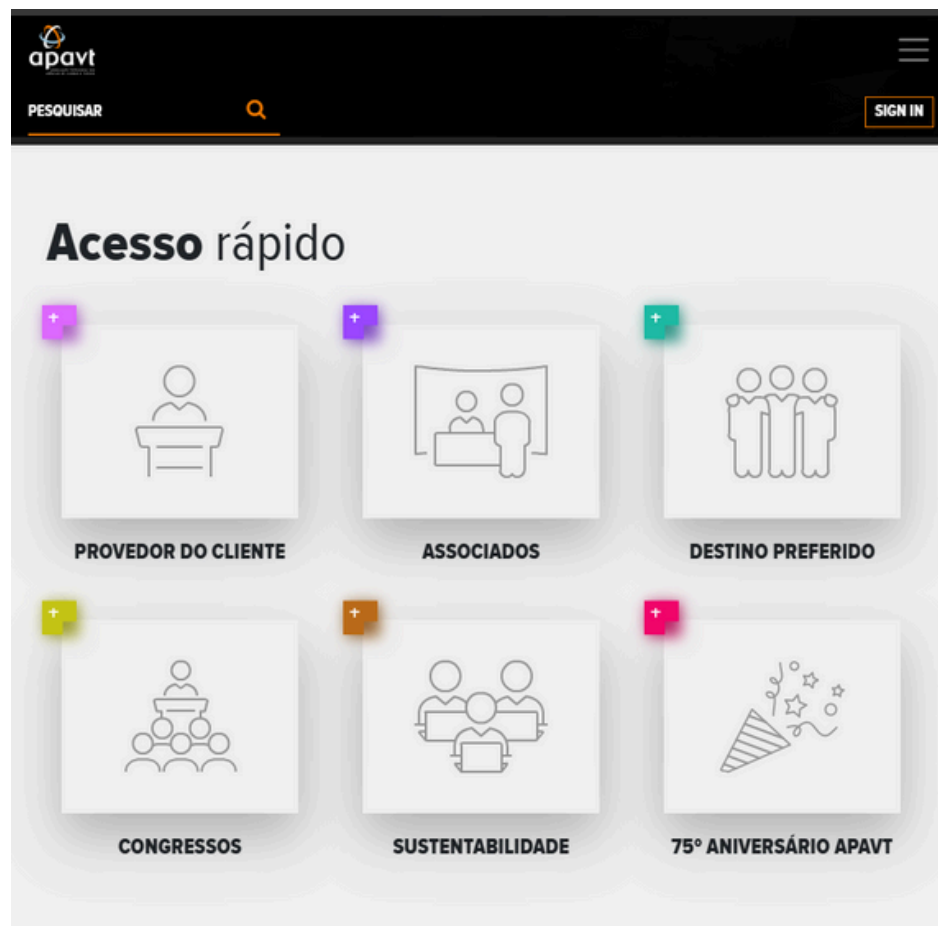 apavt
PESQUISAR
SIGN IN
Acesso rápido
+
+
+
PROVEDOR DO CLIENTE
ASSOCIADOS
DESTINO PREFERIDO
+
+
+
CONGRESSOS
SUSTENTABILIDADE
75º ANIVERSÁRIO APAVT